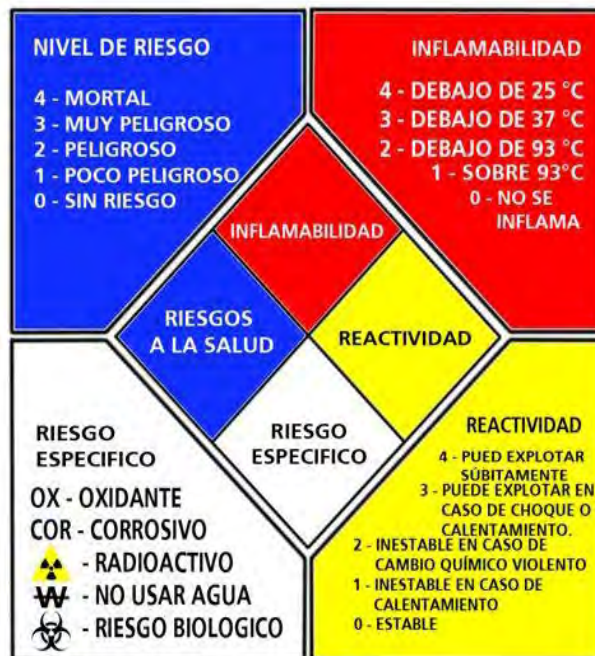 NIVEL DE RIESGO
4 - MORTAL
3 - MUY PELIGROSO
2 - PELIGROSO
1 - POCO PELIGROSO
0 - SIN RIESGO
INFLAMABILIDAD
4 - DEBAJO DE 25 °C
3 - DEBAJO DE 37 °C
2 - DEBAJO DE 93 °C
1 - SOBRE 93°C
0 - NO SE
INFLAMA
INFLAMABILIDAD
RIESGOS
A LA SALUD
REACTIVIDAD
RIESGO
ESPECIFICO
RIESGO
ESPECIFICO
OX - OXIDANTE
COR - CORROSIVO
- RADIOACTIVO
W - NO USAR AGUA
- RIESGO BIOLOGICO
REACTIVIDAD
4 - PUED EXPLOTAR
SÚBITAMENTE
3 - PUEDE EXPLOTAR EN
CASO DE CHOQUE O
CALENTAMIENTO.
2 - INESTABLE EN CASO DE
CAMBIO QUÍMICO VIOLENTO
1 - INESTABLE EN CASO DE
CALENTAMIENTO
0 - ESTABLE